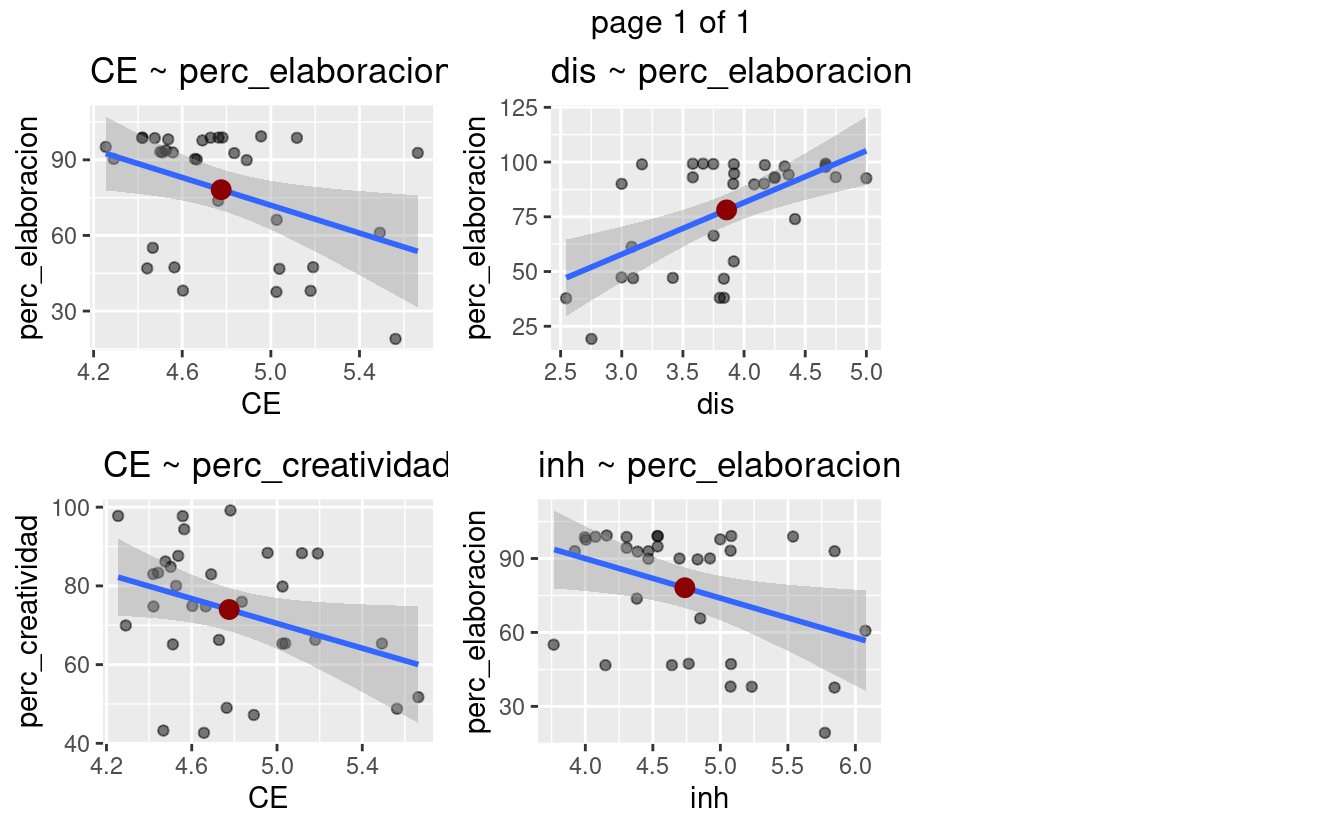 page 1 of 1
CE ~ perc_elaboracion
perc_elaboracion
90
60
30
4.2 4.6 5.0 5.4
CE
dis ~ perc_elaboracion
perc_elaboracion
125
100
75
50
25
2.5 3.0 3.5 4.0 4.5 5.0
dis
CE ~ perc_creatividad
perc_creatividad
100
80
60
40
4.2 4.6 5.0 5.4
CE
inh ~ perc_elaboracion
perc_elaboracion
90
60
30
4.0 4.5 5.0 5.5 6.0
inh